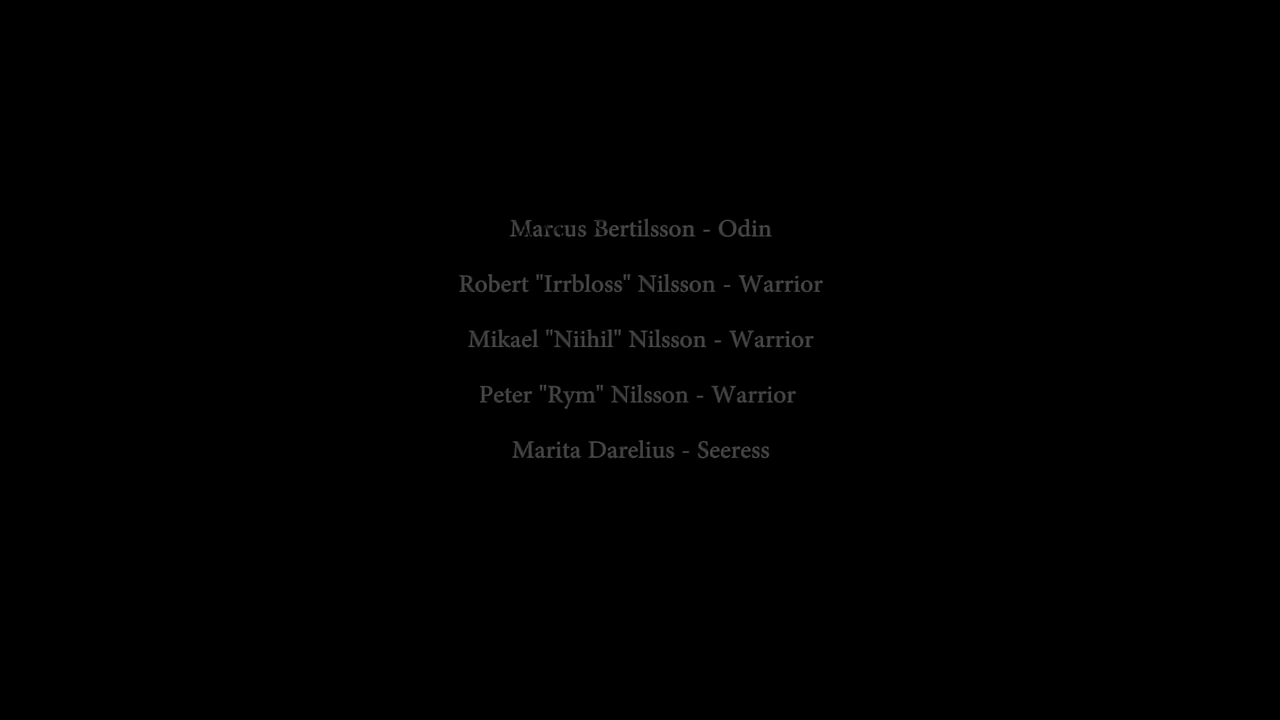 Marcus Bertilsson - Odin
Robert "Irrbloss" Nilsson - Warrior
Mikael "Niihil" Nilsson - Warrior
Peter "Rym" Nilsson - Warrior
Marita Darelius - Seeress